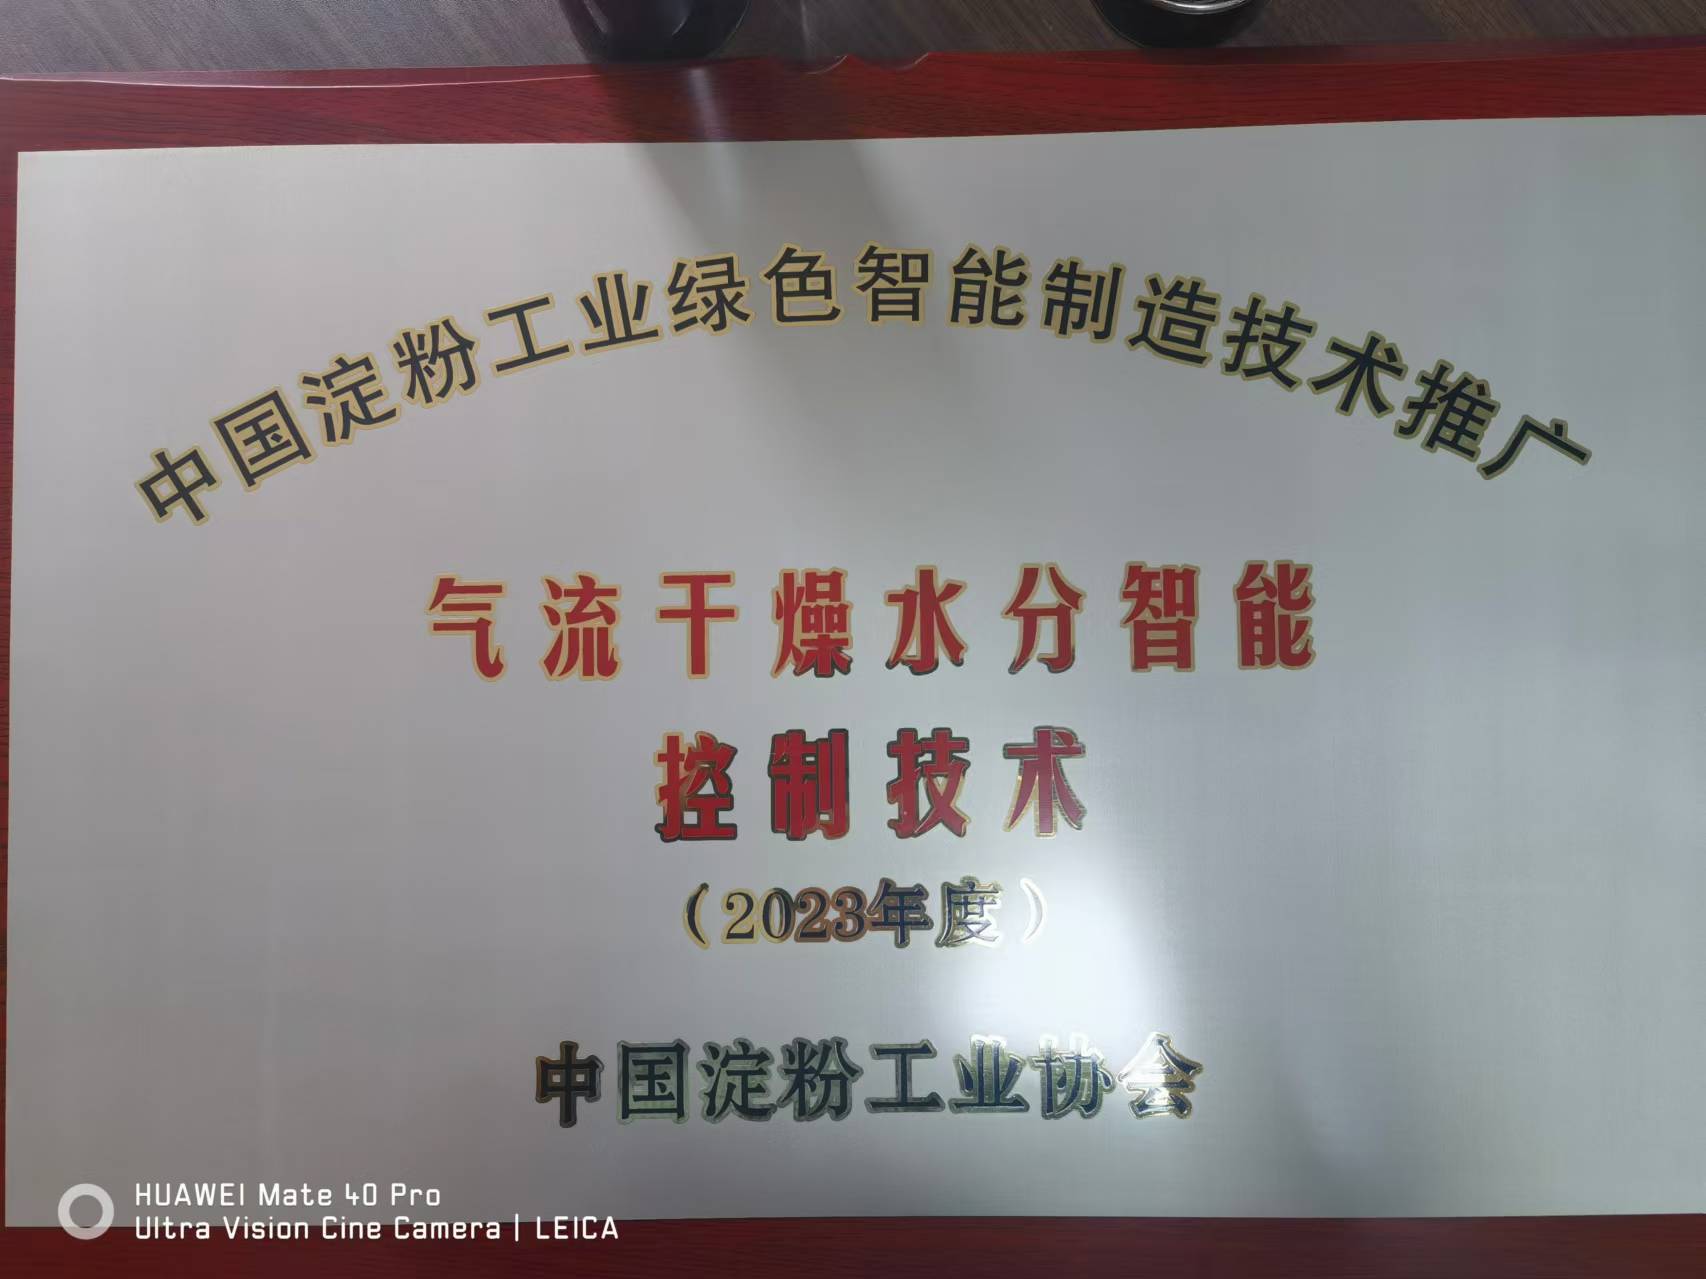 中国淀粉工业绿色智能制造技术推广
气流干燥水分智能
控制技术
（2023年度）
中国淀粉工业协会
HUAWEI Mate 40 Pro
Ultra Vision Cine Camera | LEICA